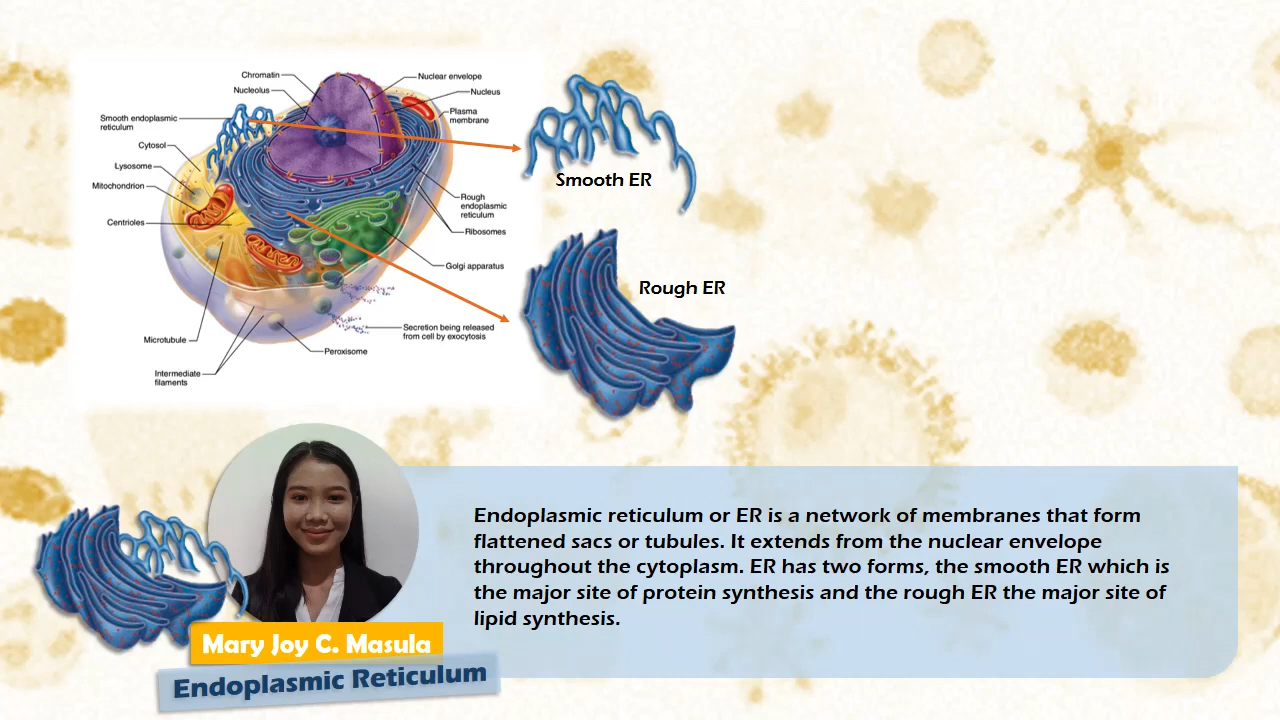 Chromatin
Nucleolus
Smooth endoplasmic
reticulum
Cytosol
Lysosome
Mitochondrion
Centrioles
Microtubule
Intermediate
filaments
Nuclear envelope
Nucleus
Plasma
membrane
Rough
endoplasmic
reticulum
Ribosomes
Golgi apparatus
Secretion being released
from cell by exocytosis
Peroxisome
Smooth ER
Rough ER
Endoplasmic reticulum or ER is a network of membranes that form
flattened sacs or tubules. It extends from the nuclear envelope
throughout the cytoplasm. ER has two forms, the smooth ER which is
the major site of protein synthesis and the rough ER the major site of
lipid synthesis.
Mary Joy C. Masula
Endoplasmic Reticulum